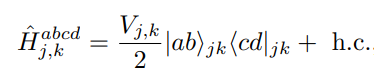 Ĥ^{abcd}_{j,k} = \frac{V_{j,k}}{2} |ab⟩_{jk}⟨cd|_{jk} + h.c..